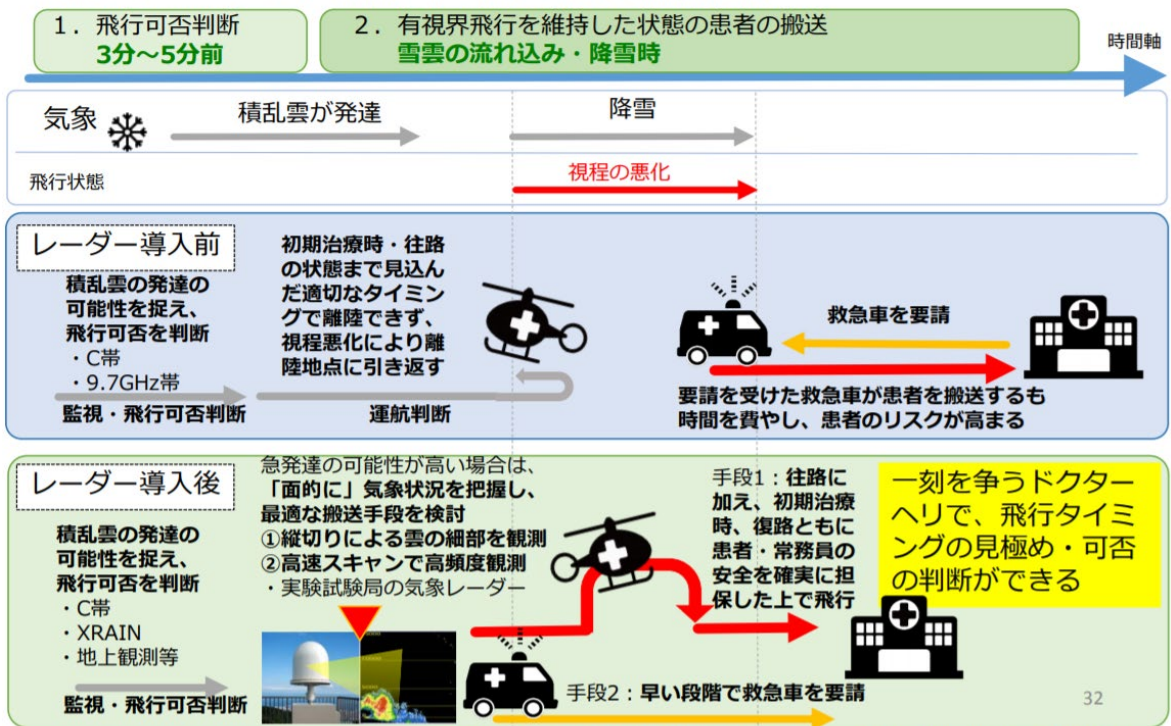 1．飛行可否判断
3分～5分前
2．有視界飛行を維持した状態の患者の搬送
雪雲の流れ込み・降雪時
時間軸
気象
積乱雲が発達
降雪
飛行状態
視程の悪化
レーダー導入前
積乱雲の発達の
可能性を捉え、
飛行可否を判断
・C帯
・9.7GHz帯
監視・飛行可否判断
初期治療時・往路
の状態まで見込ん
だ適切なタイミン
グで離陸できず、
視程悪化により離
陸地点に引き返す
運航判断
救急車を要請
要請を受けた救急車が患者を搬送するも
時間を費やし、患者のリスクが高まる
レーダー導入後
積乱雲の発達の
可能性を捉え、
飛行可否を判断
・C帯
・XRAIN
・地上観測等
監視・飛行可否判断
急発達の可能性が高い場合は、
「面的に」気象状況を把握し、
最適な搬送手段を検討
①縦切りによる雲の細部を観測
②高速スキャンで高頻度観測
・実験試験局の気象レーダー
手段1：往路に
加え、初期治療
時、復路ともに
患者・常務員の
安全を確実に担
保した上で飛行
一刻を争うドクター
ヘリで、飛行タイミ
ングの見極め・可否
の判断ができる
手段2：早い段階で救急車を要請
32